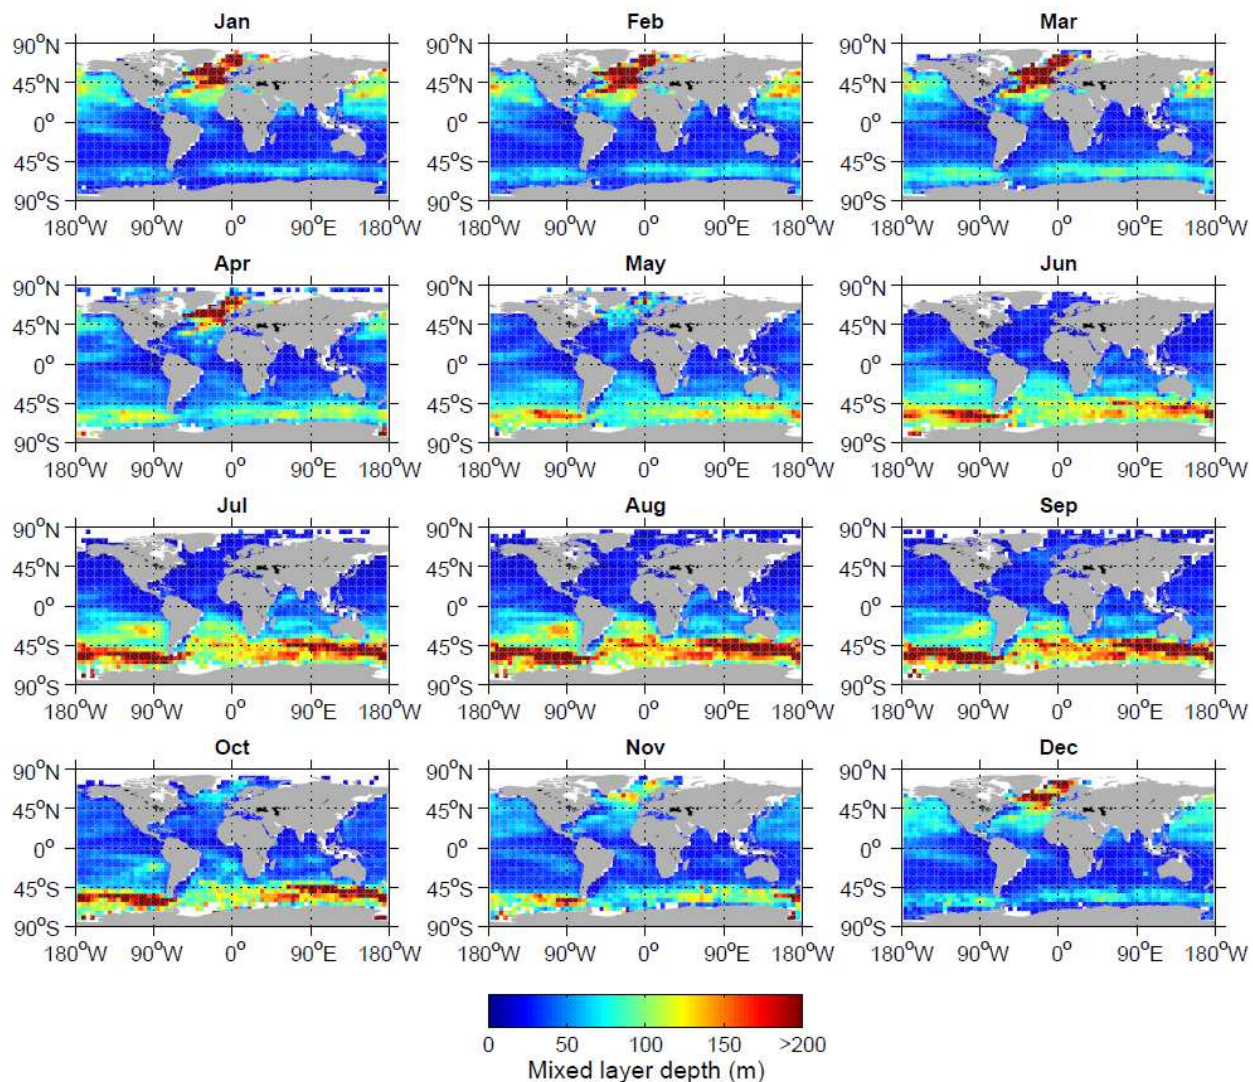 Jan Feb Mar
90°N 90°N 90°N
45°N 45°N 45°N
0° 0° 0°
45°S 45°S 45°S
90°S 90°S 90°S
180°W 90°W 0° 90°E 180°W 180°W 90°W 0° 90°E 180°W 180°W 90°W 0° 90°E 180°W
Apr May Jun
90°N 90°N 90°N
45°N 45°N 45°N
0° 0° 0°
45°S 45°S 45°S
90°S 90°S 90°S
180°W 90°W 0° 90°E 180°W 180°W 90°W 0° 90°E 180°W 180°W 90°W 0° 90°E 180°W
Jul Aug Sep
90°N 90°N 90°N
45°N 45°N 45°N
0° 0° 0°
45°S 45°S 45°S
90°S 90°S 90°S
180°W 90°W 0° 90°E 180°W 180°W 90°W 0° 90°E 180°W 180°W 90°W 0° 90°E 180°W
Oct Nov Dec
90°N 90°N 90°N
45°N 45°N 45°N
0° 0° 0°
45°S 45°S 45°S
90°S 90°S 90°S
180°W 90°W 0° 90°E 180°W 180°W 90°W 0° 90°E 180°W 180°W 90°W 0° 90°E 180°W
0 50 100 150 >200
Mixed layer depth (m)